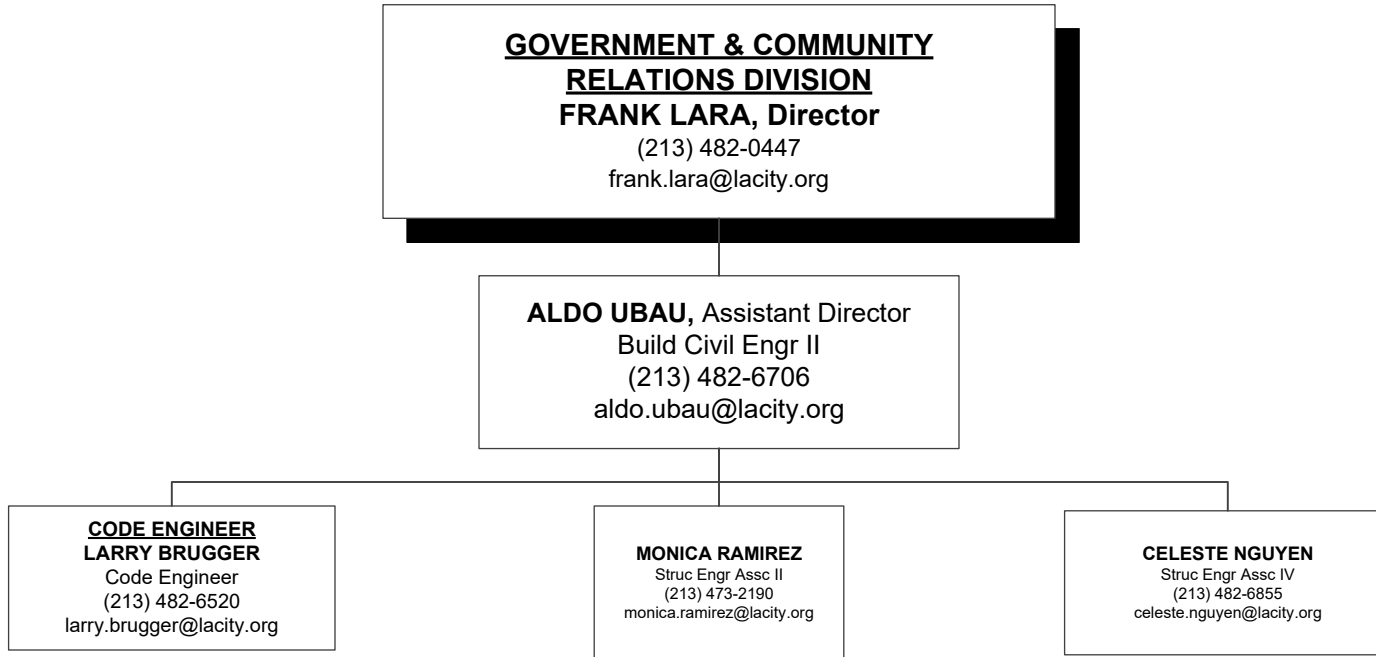 GOVERNMENT & COMMUNITY
RELATIONS DIVISION
FRANK LARA, Director
(213) 482-0447
frank.lara@lacity.org
ALDO UBAU, Assistant Director
Build Civil Engr II
(213) 482-6706
aldo.ubau@lacity.org
CODE ENGINEER
LARRY BRUGGER
Code Engineer
(213) 482-6520
larry.brugger@lacity.org
MONICA RAMIREZ
Struc Engr Assc II
(213) 473-2190
monica.ramirez@lacity.org
CELESTE NGUYEN
Struc Engr Assc IV
(213) 482-6855
celeste.nguyen@lacity.org